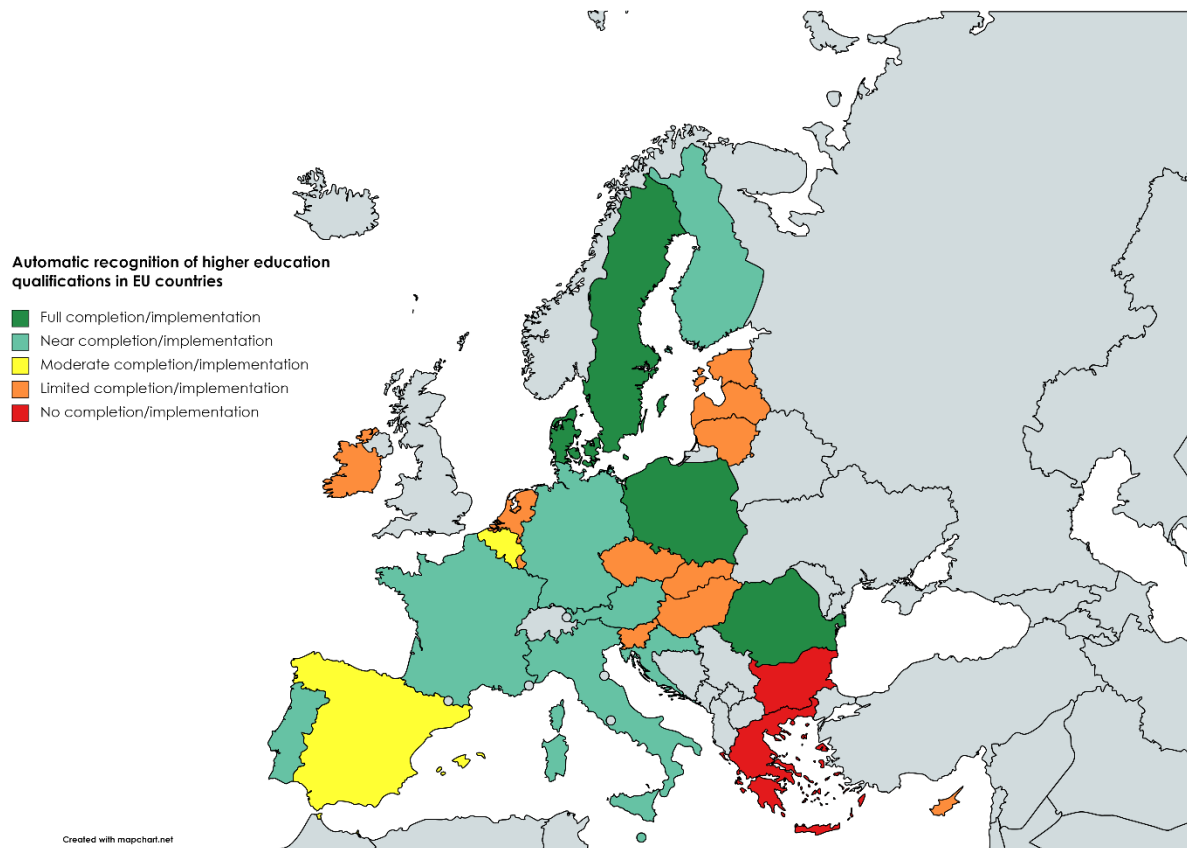 Automatic recognition of higher education
qualifications in EU countries
Full completion/implementation
Near completion/implementation
Moderate completion/implementation
Limited completion/implementation
No completion/implementation
Created with mapchart.net